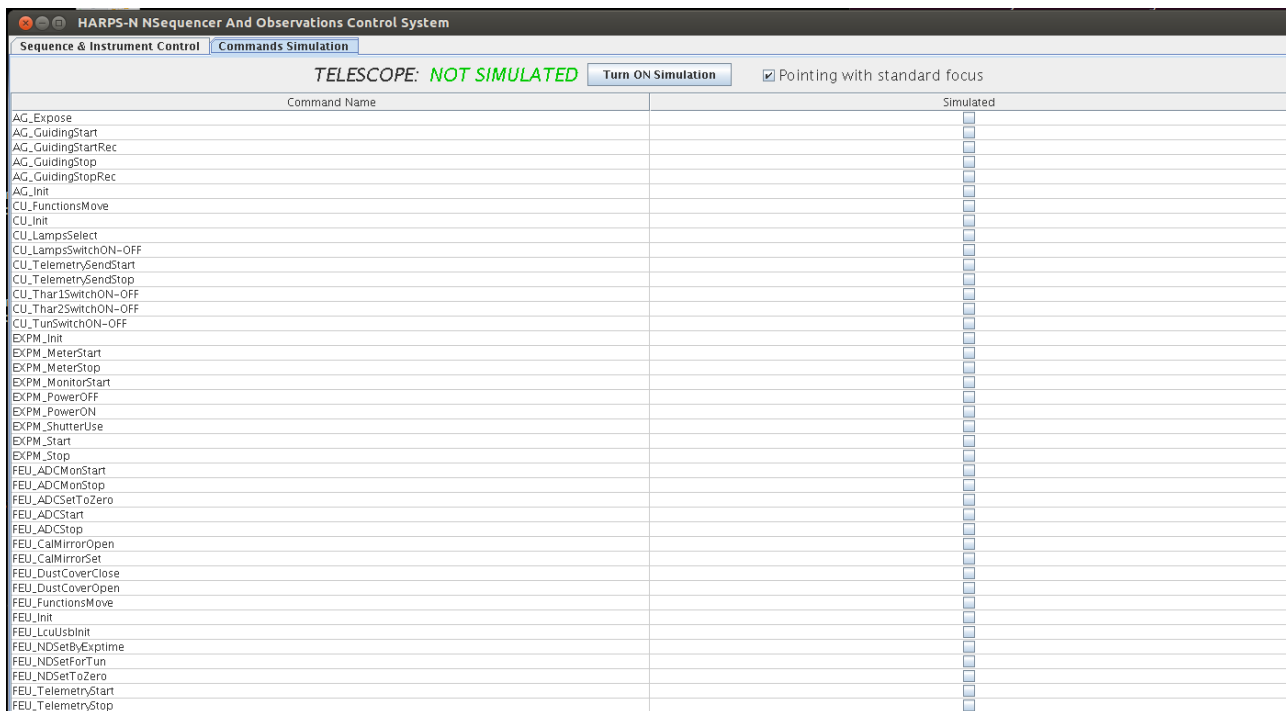 HARPS-N NSequencer And Observations Control System
Sequence & Instrument Control Commands Simulation
TELESCOPE: NOT SIMULATED Turn ON Simulation Pointing with standard focus
Command Name Simulated
AG_Expose
AG_GuidingStart
AG_GuidingStartRec
AG_GuidingStop
AG_GuidingStopRec
AG_Init
CU_FunctionsMove
CU_Init
CU_LampsSelect
CU_LampsSwitchON-OFF
CU_TelemetrySendStart
CU_TelemetrySendStop
CU_Thar1SwitchON-OFF
CU_Thar2SwitchON-OFF
CU_TunSwitchON-OFF
EXPM_Init
EXPM_MeterStart
EXPM_MeterStop
EXPM_MonitorStart
EXPM_PowerOFF
EXPM_PowerON
EXPM_ShutterUse
EXPM_Start
EXPM_Stop
FEU_ADCMonStart
FEU_ADCMonStop
FEU_ADCSetToZero
FEU_ADCStart
FEU_ADCStop
FEU_CalMirrorOpen
FEU_CalMirrorSet
FEU_DustCoverClose
FEU_DustCoverOpen
FEU_FunctionsMove
FEU_Init
FEU_LcuUsbInit
FEU_NDSetByExptime
FEU_NDSetForTun
FEU_NDSetToZero
FEU_TelemetryStart
FEU_TelemetryStop